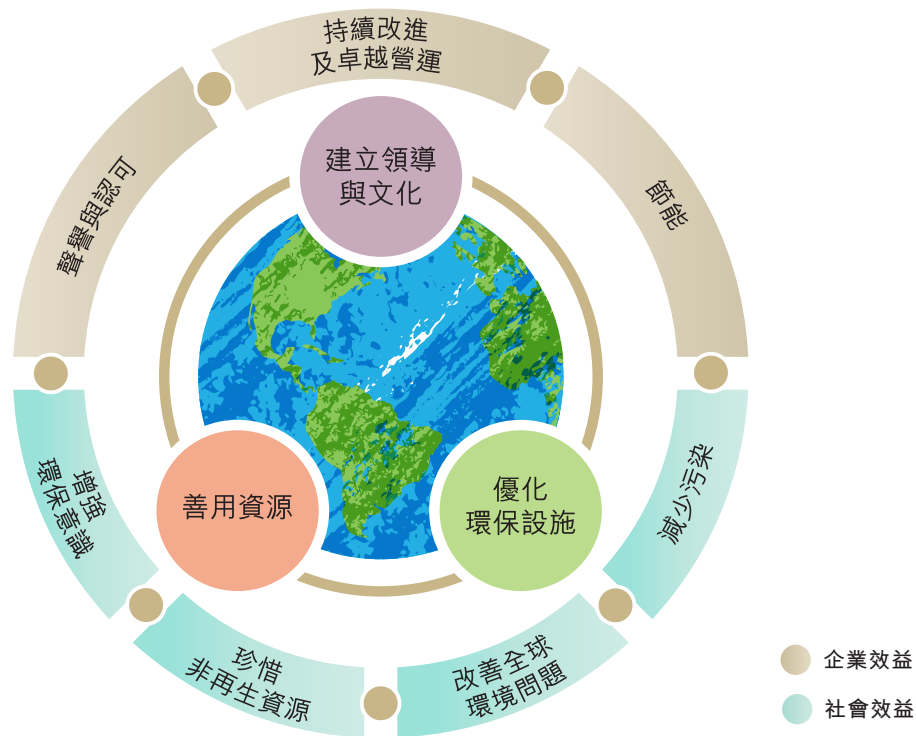 持續改進
及卓越營運
聲譽與認可
節能
建立領導
與文化
善用資源
優化
環保設施
增強
環保意識
減少污染
珍惜
非再生資源
改善全球
環境問題
企業效益
社會效益